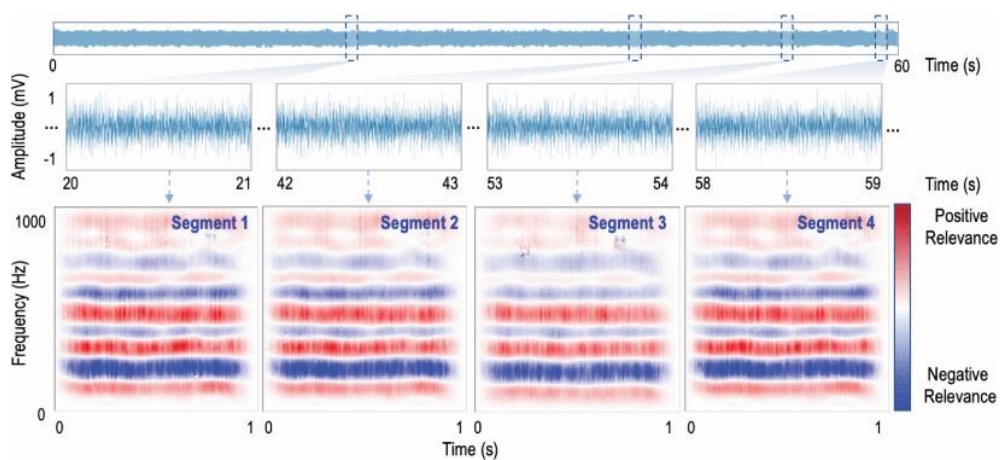 0
60
Time (s)
Amplitude (mV)
1
-1
...
...
...
...
...
20
21
42
43
53
54
58
59
Time (s)
Frequency (Hz)
1000
0
Segment 1
Segment 2
Segment 3
Segment 4
Positive
Relevance
Negative
Relevance
0
1
0
1
0
1
0
1
Time (s)